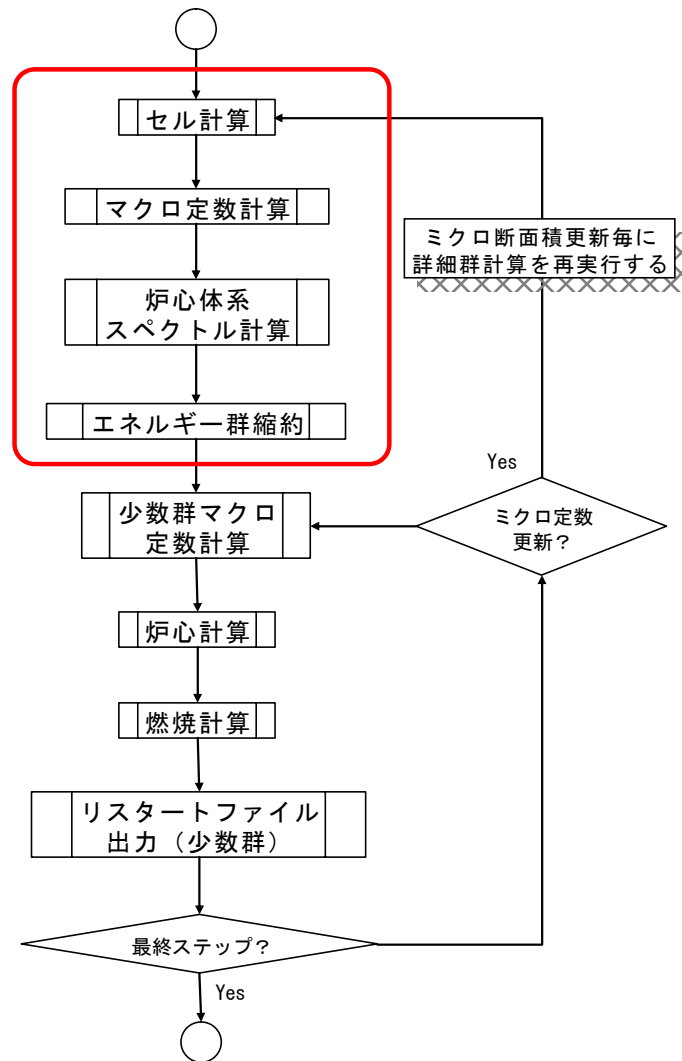 セル計算
マクロ定数計算
ミクロ断面積更新毎に
詳細群計算を再実行する
炉心体系
スペクトル計算
エネルギー群縮約
Yes
少数群マクロ
定数計算
ミクロ定数
更新？
炉心計算
燃焼計算
リスタートファイル
出力（少数群）
最終ステップ？
Yes